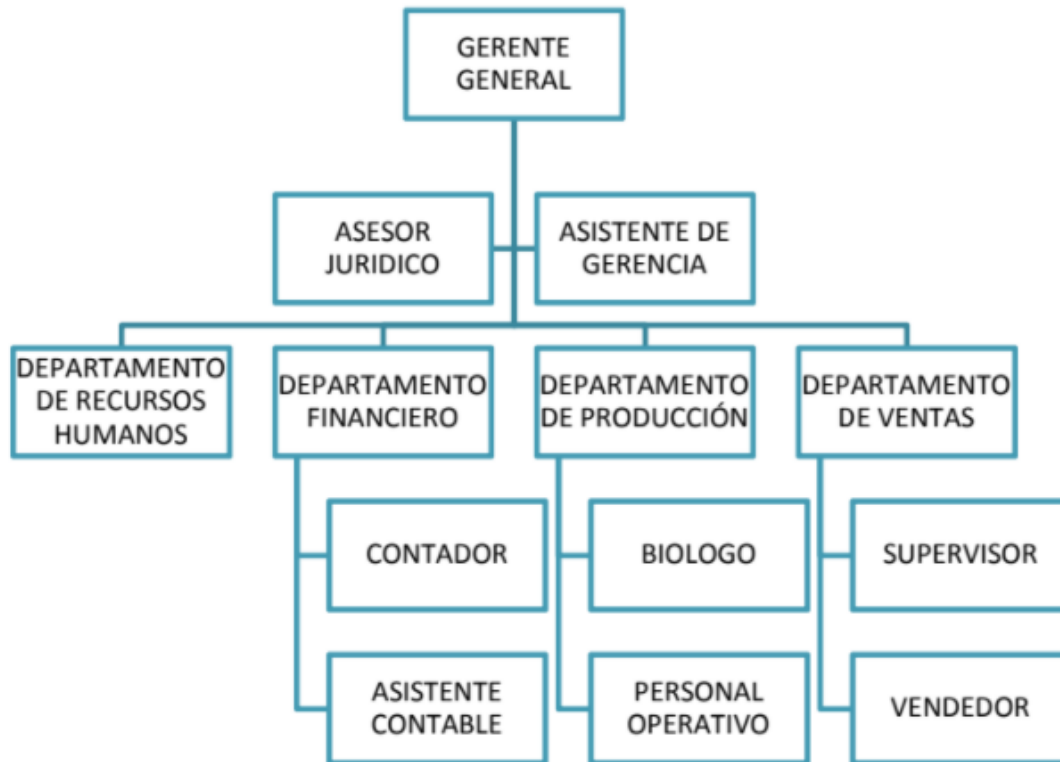 GERENTE
GENERAL
ASESOR
JURIDICO
ASISTENTE DE
GERENCIA
DEPARTAMENTO
DE RECURSOS
HUMANOS
DEPARTAMENTO
FINANCIERO
DEPARTAMENTO
DE PRODUCCIÓN
DEPARTAMENTO
DE VENTAS
CONTADOR
BIOLOGO
SUPERVISOR
ASISTENTE
CONTABLE
PERSONAL
OPERATIVO
VENDEDOR